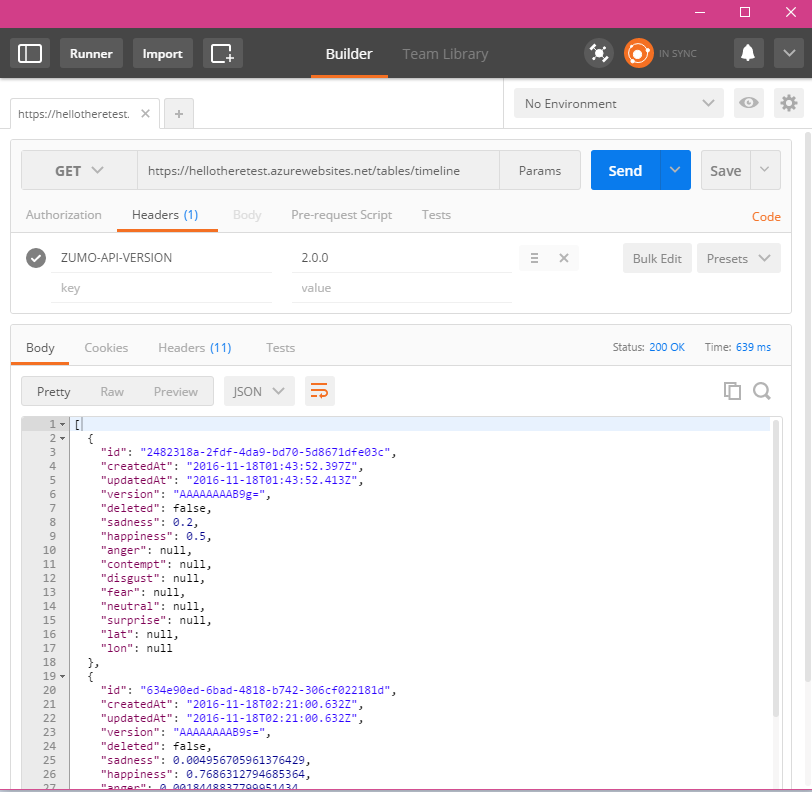 Runner Import Builder Team Library IN SYNC
https://hellotheretest. No Environment
GET https://hellotheretest.azurewebsites.net/tables/timeline Params Send Save
Authorization Headers (1) Body Pre-request Script Tests Code
ZUMO-API-VERSION 2.0.0 Bulk Edit Presets
key value
Body Cookies Headers (11) Tests Status: 200 OK Time: 639 ms
Pretty Raw Preview JSON
1 [
2 {
3 "id": "2482318a-2fdf-4da9-bd70-5d8671dfe03c",
4 "createdAt": "2016-11-18T01:43:52.397Z",
5 "updatedAt": "2016-11-18T01:43:52.413Z",
6 "version": "AAAAAAAAB9g=",
7 "deleted": false,
8 "sadness": 0.2,
9 "happiness": 0.5,
10 "anger": null,
11 "contempt": null,
12 "disgust": null,
13 "fear": null,
14 "neutral": null,
15 "surprise": null,
16 "lat": null,
17 "lon": null
18 },
19 {
20 "id": "634e90ed-6bad-4818-b742-306cf022181d",
21 "createdAt": "2016-11-18T02:21:00.632Z",
22 "updatedAt": "2016-11-18T02:21:00.632Z",
23 "version": "AAAAAAAAB9s=",
24 "deleted": false,
25 "sadness": 0.004956705961376429,
26 "happiness": 0.7686312794685364,
27 "anger": 0.0018448837799951434,